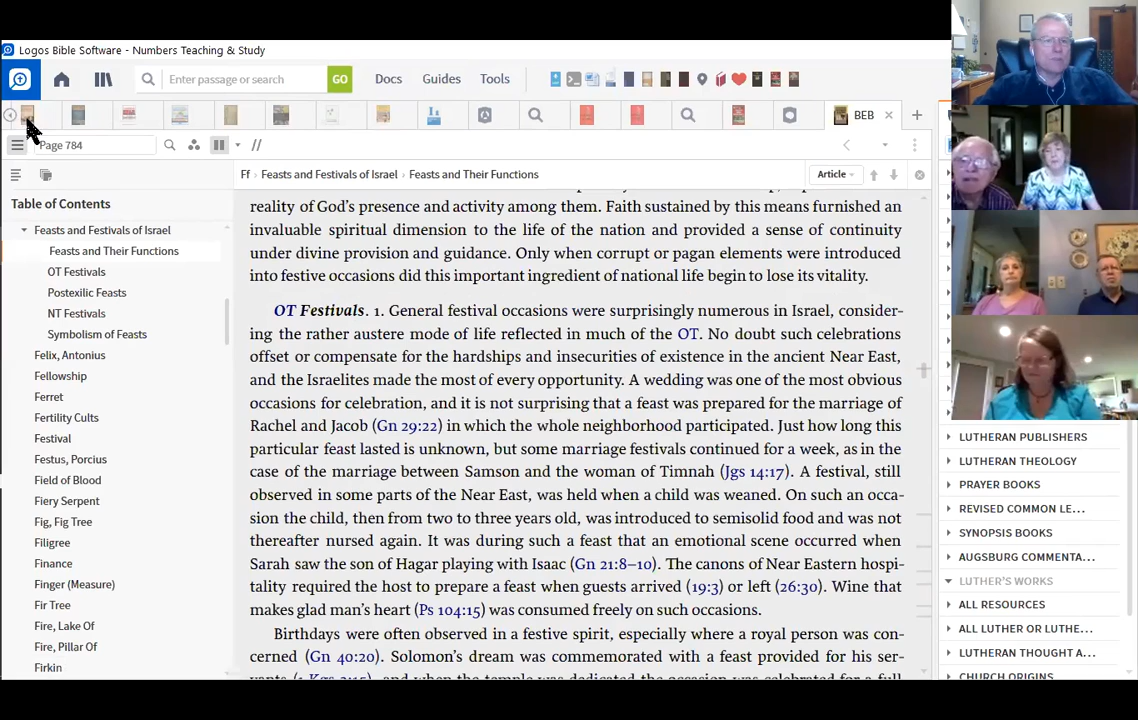 Logos Bible Software - Numbers Teaching & Study
Enter passage or search
GO
Docs
Guides
Tools
BEB
Page 784
Ff › Feasts and Festivals of Israel › Feasts and Their Functions
Article
Table of Contents
Feasts and Festivals of Israel
Feasts and Their Functions
OT Festivals
Postexilic Feasts
NT Festivals
Symbolism of Feasts
Felix, Antonius
Fellowship
Ferret
Fertility Cults
Festival
Festus, Porcius
Field of Blood
Fiery Serpent
Fig, Fig Tree
Filigree
Finance
Finger (Measure)
Fir Tree
Fire, Lake Of
Fire, Pillar Of
Firkin
reality of God's presence and activity among them. Faith sustained by this means furnished an
invaluable spiritual dimension to the life of the nation and provided a sense of continuity
under divine provision and guidance. Only when corrupt or pagan elements were introduced
into festive occasions did this important ingredient of national life begin to lose its vitality.
OT Festivals. 1. General festival occasions were surprisingly numerous in Israel, consider-
ing the rather austere mode of life reflected in much of the OT. No doubt such celebrations
offset or compensate for the hardships and insecurities of existence in the ancient Near East,
and the Israelites made the most of every opportunity. A wedding was one of the most obvious
occasions for celebration, and it is not surprising that a feast was prepared for the marriage of
Rachel and Jacob (Gn 29:22) in which the whole neighborhood participated. Just how long this
particular feast lasted is unknown, but some marriage festivals continued for a week, as in the
case of the marriage between Samson and the woman of Timnah (Jgs 14:17). A festival, still
observed in some parts of the Near East, was held when a child was weaned. On such an occa-
sion the child, then from two to three years old, was introduced to semisolid food and was not
thereafter nursed again. It was during such a feast that an emotional scene occurred when
Sarah saw the son of Hagar playing with Isaac (Gn 21:8–10). The canons of Near Eastern hospi-
tality required the host to prepare a feast when guests arrived (19:3) or left (26:30). Wine that
makes glad man's heart (Ps 104:15) was consumed freely on such occasions.
Birthdays were often observed in a festive spirit, especially where a royal person was con-
cerned (Gn 40:20). Solomon's dream was commemorated with a feast provided for his ser-
LUTHERAN PUBLISHERS
LUTHERAN THEOLOGY
PRAYER BOOKS
REVISED COMMON LE...
SYNOPSIS BOOKS
AUGSBURG COMMENTA...
LUTHER'S WORKS
ALL RESOURCES
ALL LUTHER OR LUTHE...
LUTHERAN THOUGHT A...
CHURCH ORIGINS